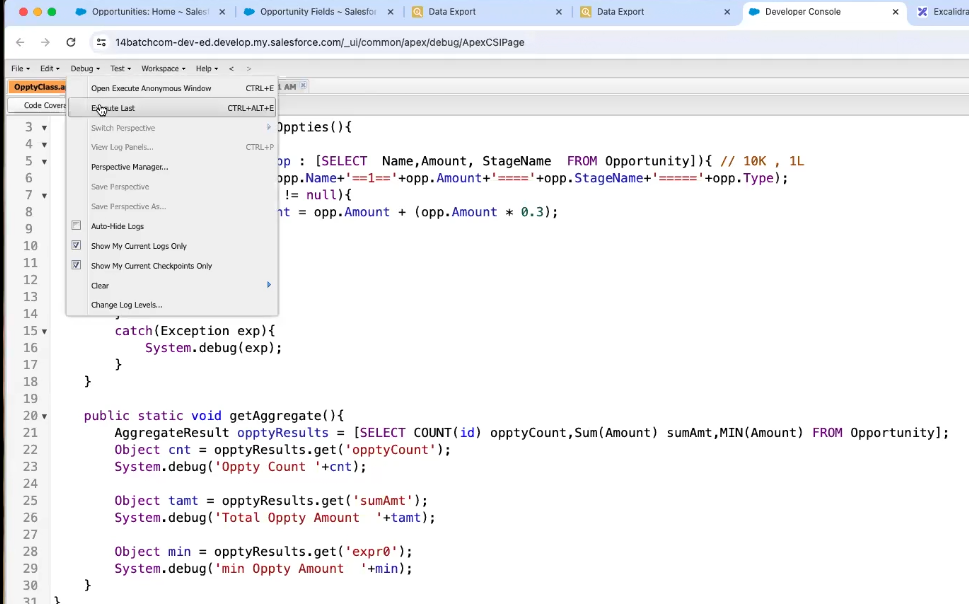 Opportunities: Home ~ Salesf
Opportunity Fields ~ Salesfor
Data Export
Data Export
Developer Console
Excalidra
14batchcom-dev-ed.develop.my.salesforce.com/_ui/common/apex/debug/ApexCSIPage
File Edit Debug Test Workspace Help < >
OpptyClass.a
1 AM
Code Covera
Open Execute Anonymous Window CTRL+E
Execute Last CTRL+ALT+E
Switch Perspective
View Log Panels... CTRL+P
Perspective Manager...
Save Perspective
Save Perspective As...
Auto-Hide Logs
Show My Current Logs Only
Show My Current Checkpoints Only
Clear
Change Log Levels...
3 Oppties(){
4
5 pp : [SELECT Name,Amount, StageName FROM Opportunity]){ // 10K , 1L
6 opp.Name+'==1=='+opp.Amount+'===='+opp.StageName+'====='+opp.Type);
7 != null){
8 nt = opp.Amount + (opp.Amount * 0.3);
9
10
11
12
13
14 }
15 catch(Exception exp){
16 System.debug(exp);
17 }
18 }
19
20 public static void getAggregate(){
21 AggregateResult opptyResults = [SELECT COUNT(id) opptyCount,Sum(Amount) sumAmt,MIN(Amount) FROM Opportunity];
22 Object cnt = opptyResults.get('opptyCount');
23 System.debug('Oppty Count '+cnt);
24
25 Object tamt = opptyResults.get('sumAmt');
26 System.debug('Total Oppty Amount '+tamt);
27
28 Object min = opptyResults.get('expr0');
29 System.debug('min Oppty Amount '+min);
30 }
31 }